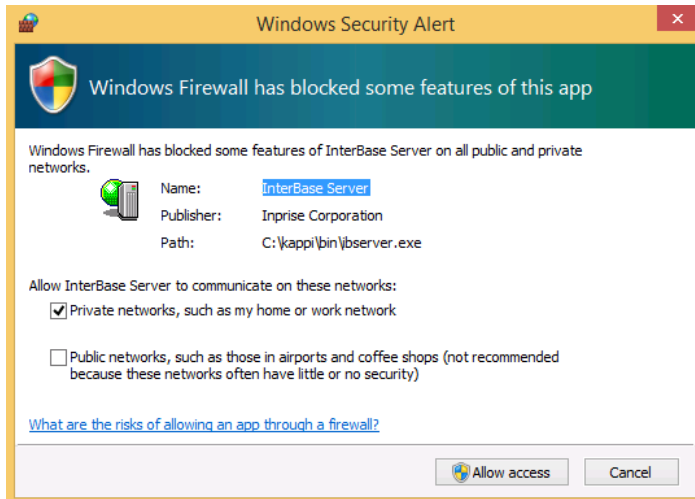 Windows Security Alert
Windows Firewall has blocked some features of this app
Windows Firewall has blocked some features of InterBase Server on all public and private
networks.
Name: InterBase Server
Publisher: Inprise Corporation
Path: C:\kappi\bin\ibserver.exe
Allow InterBase Server to communicate on these networks:
Private networks, such as my home or work network
Public networks, such as those in airports and coffee shops (not recommended
because these networks often have little or no security)
What are the risks of allowing an app through a firewall?
Allow access Cancel